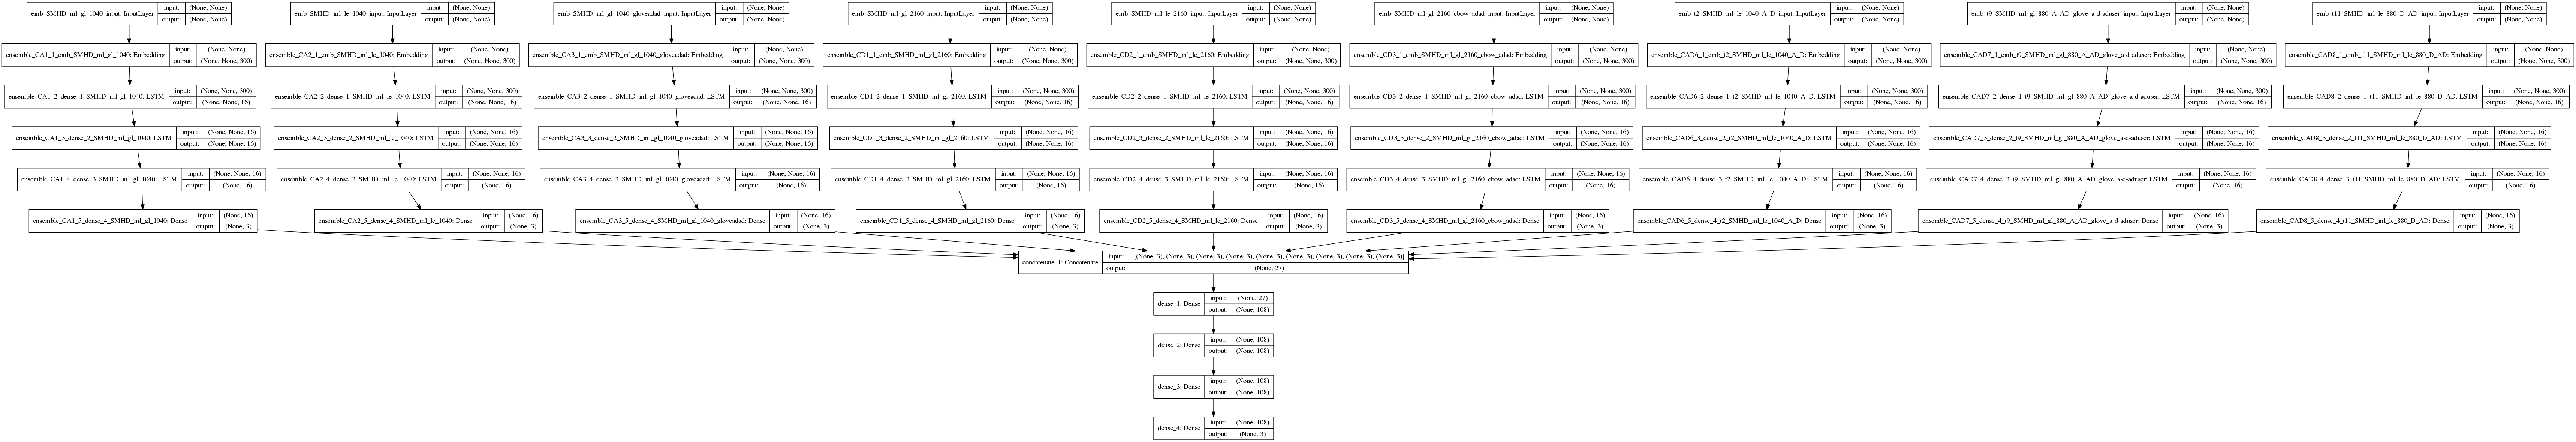 emb_SMHD_ml_gl_1040_input: InputLayer input: (None, None) output: (None, None)
emb_SMHD_ml_le_1040_input: InputLayer input: (None, None) output: (None, None)
emb_SMHD_ml_gl_1040_gloveadad_input: InputLayer input: (None, None) output: (None, None)
emb_SMHD_ml_gl_2160_input: InputLayer input: (None, None) output: (None, None)
emb_SMHD_ml_le_2160_input: InputLayer input: (None, None) output: (None, None)
emb_SMHD_ml_gl_2160_cbow_adad_input: InputLayer input: (None, None) output: (None, None)
emb_t2_SMHD_ml_le_1040_A_D_input: InputLayer input: (None, None) output: (None, None)
emb_t9_SMHD_ml_gl_880_A_AD_glove_a-d-aduser_input: InputLayer input: (None, None) output: (None, None)
emb_t11_SMHD_ml_le_880_D_AD_input: InputLayer input: (None, None) output: (None, None)
ensemble_CA1_1_emb_SMHD_ml_gl_1040: Embedding input: (None, None) output: (None, None, 300)
ensemble_CA2_1_emb_SMHD_ml_le_1040: Embedding input: (None, None) output: (None, None, 300)
ensemble_CA3_1_emb_SMHD_ml_gl_1040_gloveadad: Embedding input: (None, None) output: (None, None, 300)
ensemble_CD1_1_emb_SMHD_ml_gl_2160: Embedding input: (None, None) output: (None, None, 300)
ensemble_CD2_1_emb_SMHD_ml_le_2160: Embedding input: (None, None) output: (None, None, 300)
ensemble_CD3_1_emb_SMHD_ml_gl_2160_cbow_adad: Embedding input: (None, None) output: (None, None, 300)
ensemble_CAD6_1_emb_t2_SMHD_ml_le_1040_A_D: Embedding input: (None, None) output: (None, None, 300)
ensemble_CAD7_1_emb_t9_SMHD_ml_gl_880_A_AD_glove_a-d-aduser: Embedding input: (None, None) output: (None, None, 300)
ensemble_CAD8_1_emb_t11_SMHD_ml_le_880_D_AD: Embedding input: (None, None) output: (None, None, 300)
ensemble_CA1_2_dense_1_SMHD_ml_gl_1040: LSTM input: (None, None, 300) output: (None, None, 16)
ensemble_CA2_2_dense_1_SMHD_ml_le_1040: LSTM input: (None, None, 300) output: (None, None, 16)
ensemble_CA3_2_dense_1_SMHD_ml_gl_1040_gloveadad: LSTM input: (None, None, 300) output: (None, None, 16)
ensemble_CD1_2_dense_1_SMHD_ml_gl_2160: LSTM input: (None, None, 300) output: (None, None, 16)
ensemble_CD2_2_dense_1_SMHD_ml_le_2160: LSTM input: (None, None, 300) output: (None, None, 16)
ensemble_CD3_2_dense_1_SMHD_ml_gl_2160_cbow_adad: LSTM input: (None, None, 300) output: (None, None, 16)
ensemble_CAD6_2_dense_1_t2_SMHD_ml_le_1040_A_D: LSTM input: (None, None, 300) output: (None, None, 16)
ensemble_CAD7_2_dense_1_t9_SMHD_ml_gl_880_A_AD_glove_a-d-aduser: LSTM input: (None, None, 300) output: (None, None, 16)
ensemble_CAD8_2_dense_1_t11_SMHD_ml_le_880_D_AD: LSTM input: (None, None, 300) output: (None, None, 16)
ensemble_CA1_3_dense_2_SMHD_ml_gl_1040: LSTM input: (None, None, 16) output: (None, None, 16)
ensemble_CA2_3_dense_2_SMHD_ml_le_1040: LSTM input: (None, None, 16) output: (None, None, 16)
ensemble_CA3_3_dense_2_SMHD_ml_gl_1040_gloveadad: LSTM input: (None, None, 16) output: (None, None, 16)
ensemble_CD1_3_dense_2_SMHD_ml_gl_2160: LSTM input: (None, None, 16) output: (None, None, 16)
ensemble_CD2_3_dense_2_SMHD_ml_le_2160: LSTM input: (None, None, 16) output: (None, None, 16)
ensemble_CD3_3_dense_2_SMHD_ml_gl_2160_cbow_adad: LSTM input: (None, None, 16) output: (None, None, 16)
ensemble_CAD6_3_dense_2_t2_SMHD_ml_le_1040_A_D: LSTM input: (None, None, 16) output: (None, None, 16)
ensemble_CAD7_3_dense_2_t9_SMHD_ml_gl_880_A_AD_glove_a-d-aduser: LSTM input: (None, None, 16) output: (None, None, 16)
ensemble_CAD8_3_dense_2_t11_SMHD_ml_le_880_D_AD: LSTM input: (None, None, 16) output: (None, None, 16)
ensemble_CA1_4_dense_3_SMHD_ml_gl_1040: LSTM input: (None, None, 16) output: (None, 16)
ensemble_CA2_4_dense_3_SMHD_ml_le_1040: LSTM input: (None, None, 16) output: (None, 16)
ensemble_CA3_4_dense_3_SMHD_ml_gl_1040_gloveadad: LSTM input: (None, None, 16) output: (None, 16)
ensemble_CD1_4_dense_3_SMHD_ml_gl_2160: LSTM input: (None, None, 16) output: (None, 16)
ensemble_CD2_4_dense_3_SMHD_ml_le_2160: LSTM input: (None, None, 16) output: (None, 16)
ensemble_CD3_4_dense_3_SMHD_ml_gl_2160_cbow_adad: LSTM input: (None, None, 16) output: (None, 16)
ensemble_CAD6_4_dense_3_t2_SMHD_ml_le_1040_A_D: LSTM input: (None, None, 16) output: (None, 16)
ensemble_CAD7_4_dense_3_t9_SMHD_ml_gl_880_A_AD_glove_a-d-aduser: LSTM input: (None, None, 16) output: (None, 16)
ensemble_CAD8_4_dense_3_t11_SMHD_ml_le_880_D_AD: LSTM input: (None, None, 16) output: (None, 16)
ensemble_CA1_5_dense_4_SMHD_ml_gl_1040: Dense input: (None, 16) output: (None, 3)
ensemble_CA2_5_dense_4_SMHD_ml_le_1040: Dense input: (None, 16) output: (None, 3)
ensemble_CA3_5_dense_4_SMHD_ml_gl_1040_gloveadad: Dense input: (None, 16) output: (None, 3)
ensemble_CD1_5_dense_4_SMHD_ml_gl_2160: Dense input: (None, 16) output: (None, 3)
ensemble_CD2_5_dense_4_SMHD_ml_le_2160: Dense input: (None, 16) output: (None, 3)
ensemble_CD3_5_dense_4_SMHD_ml_gl_2160_cbow_adad: Dense input: (None, 16) output: (None, 3)
ensemble_CAD6_5_dense_4_t2_SMHD_ml_le_1040_A_D: Dense input: (None, 16) output: (None, 3)
ensemble_CAD7_5_dense_4_t9_SMHD_ml_gl_880_A_AD_glove_a-d-aduser: Dense input: (None, 16) output: (None, 3)
ensemble_CAD8_5_dense_4_t11_SMHD_ml_le_880_D_AD: Dense input: (None, 16) output: (None, 3)
concatenate_1: Concatenate input: [(None, 3), (None, 3), (None, 3), (None, 3), (None, 3), (None, 3), (None, 3), (None, 3), (None, 3)] output: (None, 27)
dense_1: Dense input: (None, 27) output: (None, 108)
dense_2: Dense input: (None, 108) output: (None, 108)
dense_3: Dense input: (None, 108) output: (None, 108)
dense_4: Dense input: (None, 108) output: (None, 3)